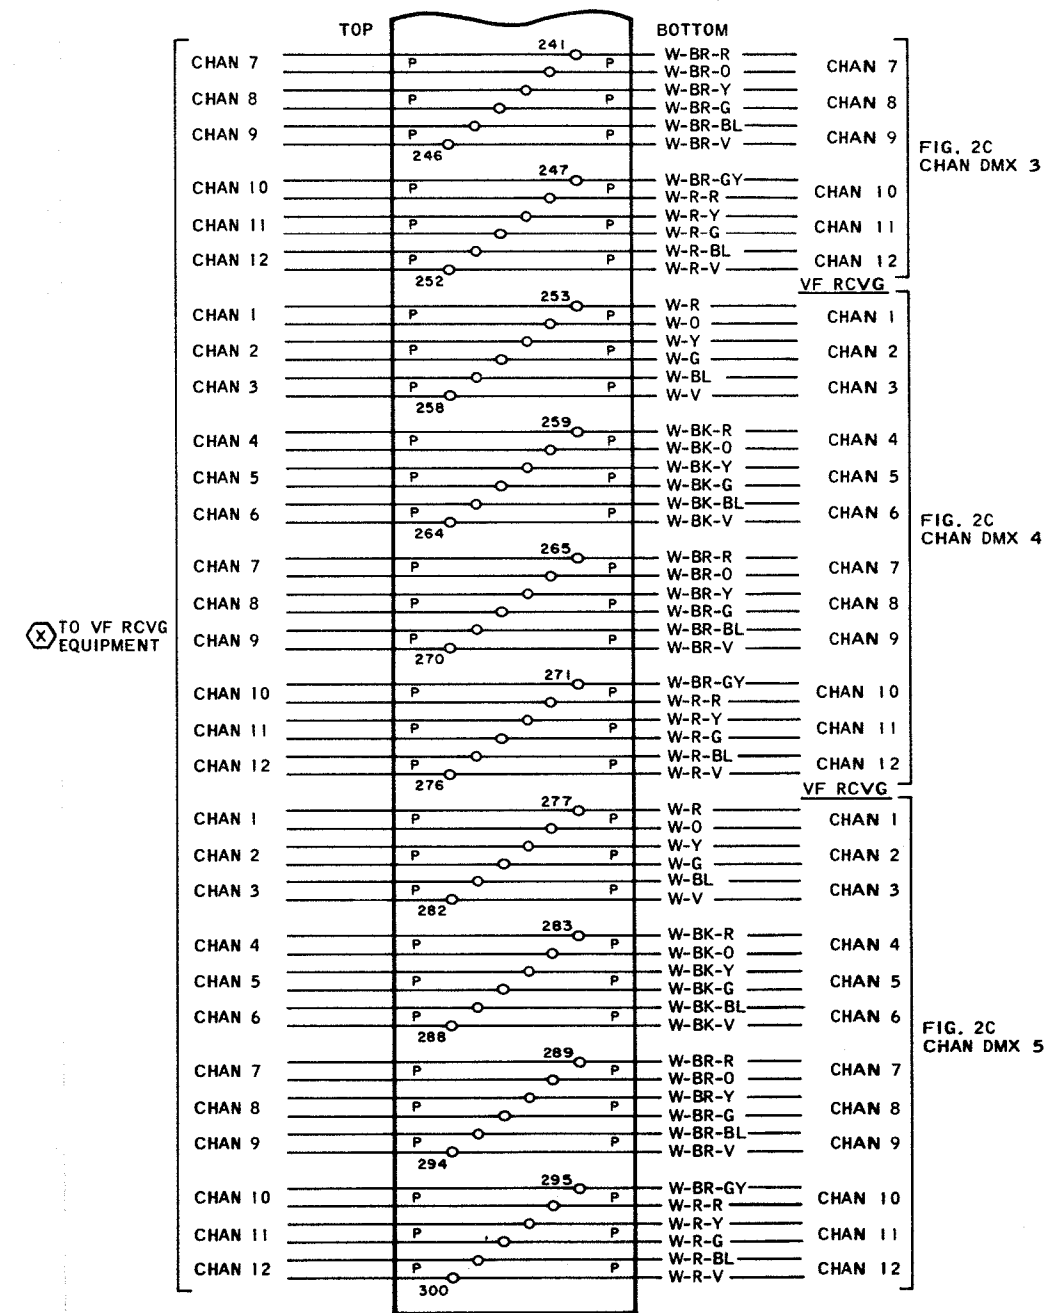 TOP BOTTOM
241 W-BR-R
CHAN 7 P P W-BR-O CHAN 7
W-BR-Y
CHAN 8 P P W-BR-G CHAN 8
W-BR-BL
CHAN 9 P P W-BR-V CHAN 9
246
FIG. 2C
CHAN DMX 3
247 W-BR-GY
CHAN 10 P P W-R-R CHAN 10
W-R-Y
CHAN 11 P P W-R-G CHAN 11
W-R-BL
CHAN 12 P P W-R-V CHAN 12
252
VF RCVG
253 W-R
CHAN 1 P P W-O CHAN 1
W-Y
CHAN 2 P P W-G CHAN 2
W-BL
CHAN 3 P P W-V CHAN 3
258
259 W-BK-R
CHAN 4 P P W-BK-O CHAN 4
W-BK-Y
CHAN 5 P P W-BK-G CHAN 5
W-BK-BL
CHAN 6 P P W-BK-V CHAN 6
264
FIG. 2C
CHAN DMX 4
265 W-BR-R
CHAN 7 P P W-BR-O CHAN 7
W-BR-Y
CHAN 8 P P W-BR-G CHAN 8
W-BR-BL
CHAN 9 P P W-BR-V CHAN 9
270
X TO VF RCVG
EQUIPMENT
271 W-BR-GY
CHAN 10 P P W-R-R CHAN 10
W-R-Y
CHAN 11 P P W-R-G CHAN 11
W-R-BL
CHAN 12 P P W-R-V CHAN 12
276
VF RCVG
277 W-R
CHAN 1 P P W-O CHAN 1
W-Y
CHAN 2 P P W-G CHAN 2
W-BL
CHAN 3 P P W-V CHAN 3
282
283 W-BK-R
CHAN 4 P P W-BK-O CHAN 4
W-BK-Y
CHAN 5 P P W-BK-G CHAN 5
W-BK-BL
CHAN 6 P P W-BK-V CHAN 6
288
FIG. 2C
CHAN DMX 5
289 W-BR-R
CHAN 7 P P W-BR-O CHAN 7
W-BR-Y
CHAN 8 P P W-BR-G CHAN 8
W-BR-BL
CHAN 9 P P W-BR-V CHAN 9
294
295 W-BR-GY
CHAN 10 P P W-R-R CHAN 10
W-R-Y
CHAN 11 P P W-R-G CHAN 11
W-R-BL
CHAN 12 P P W-R-V CHAN 12
300